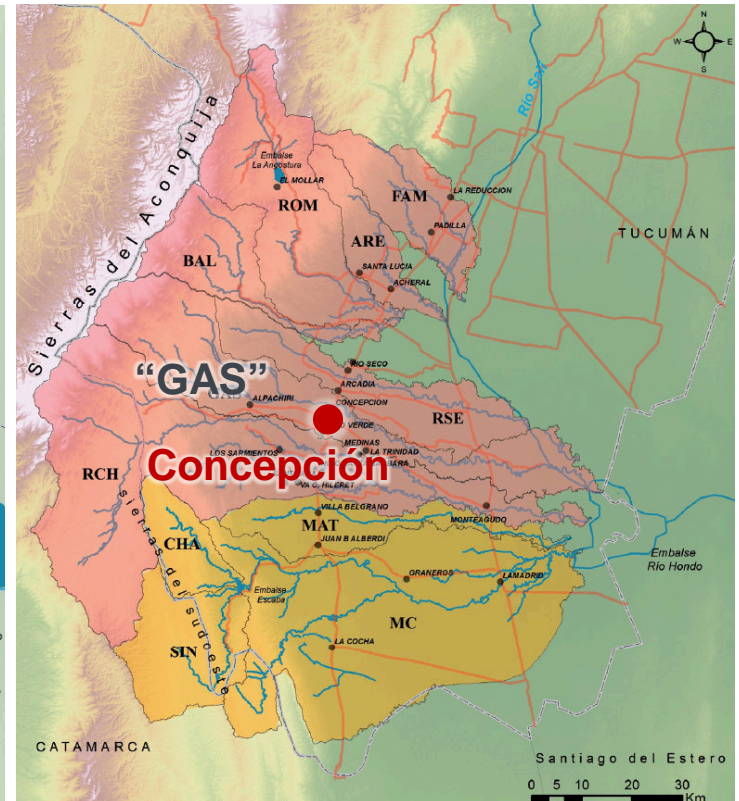 N
W
E
S
Río Salí
Sierras del Aconquija
Embalse
La Angostura
EL MOLLAR
ROM
FAM
LA REDUCCION
PADILLA
TUCUMÁN
ARE
BAL
SANTA LUCIA
ACHERAL
RIO SECO
“GAS”
ARCADIA
ALPACHIRI
CONCEPCION
RSE
VERDE
MEDINAS
LOS SARMIENTOS
LA TRINIDAD
Concepción
RCH
VILLA BELGRANO
MONTEAGUDO
MAT
CHA
JUAN B ALBERDI
sierras del sudoeste
Embalse
Río Hondo
GRANEROS
LAMADRID
Embalse
Escaba
MC
SIN
LA COCHA
CATAMARCA
Santiago del Estero
0 5 10 20 30
Km